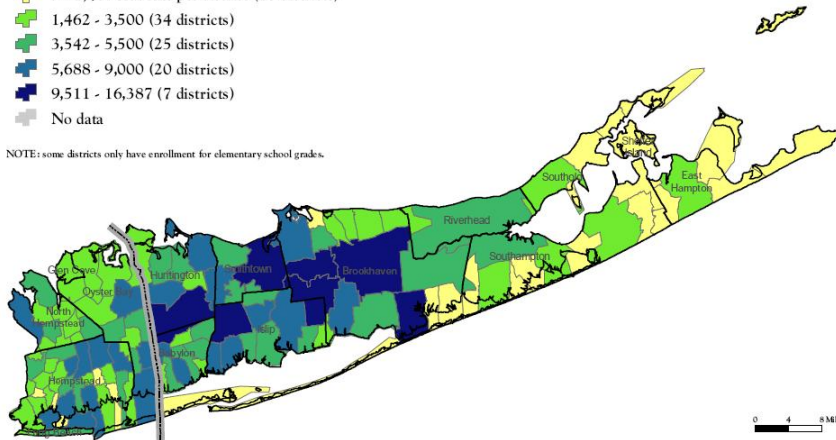 1,462 - 3,500 (34 districts)
3,542 - 5,500 (25 districts)
5,688 - 9,000 (20 districts)
9,511 - 16,387 (7 districts)
No data
NOTE: some districts only have enrollment for elementary school grades.
Shelter Island
Southold
East Hampton
Riverhead
Southampton
Brookhaven
Smithtown
Huntington
Glen Cove
Oyster Bay
North Hempstead
Islip
Babylon
Hempstead
0 4 8 Mi